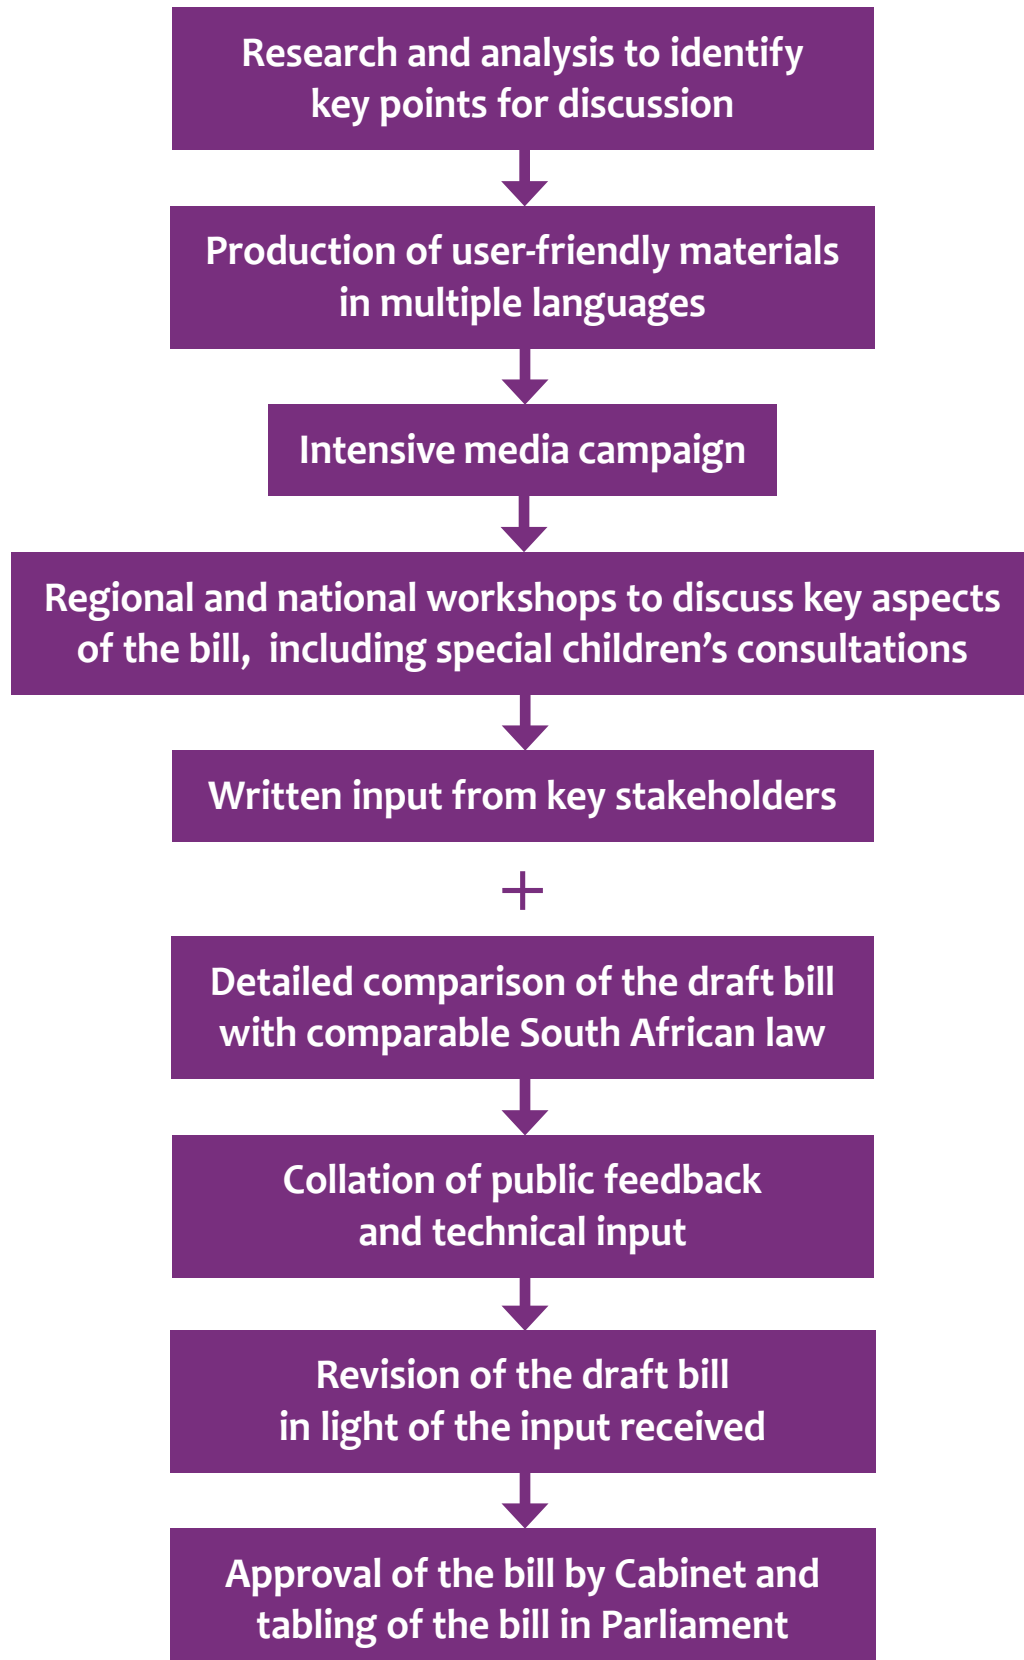 Research and analysis to identify
key points for discussion
Production of user-friendly materials
in multiple languages
Intensive media campaign
Regional and national workshops to discuss key aspects
of the bill,  including special children’s consultations
Written input from key stakeholders
+
Detailed comparison of the draft bill
with comparable South African law
Collation of public feedback
and technical input
Revision of the draft bill
in light of the input received
Approval of the bill by Cabinet and
tabling of the bill in Parliament